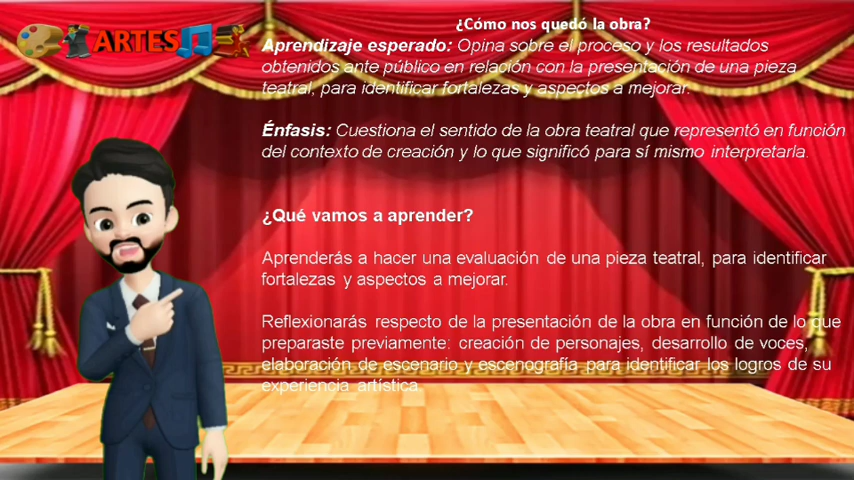 ARTES
¿Cómo nos quedó la obra?
Aprendizaje esperado: Opina sobre el proceso y los resultados
obtenidos ante público en relación con la presentación de una pieza
teatral, para identificar fortalezas y aspectos a mejorar.
Énfasis: Cuestiona el sentido de la obra teatral que representó en función
del contexto de creación y lo que significó para sí mismo interpretarla.
¿Qué vamos a aprender?
Aprenderás a hacer una evaluación de una pieza teatral, para identificar
fortalezas y aspectos a mejorar.
Reflexionarás respecto de la presentación de la obra en función de lo que
preparaste previamente: creación de personajes, desarrollo de voces,
elaboración de escenario y escenografía para identificar los logros de su
experiencia artística.